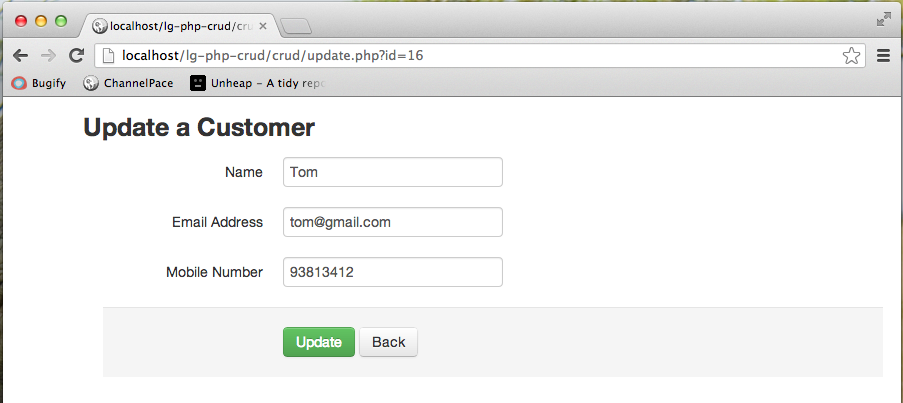 localhost/lg-php-crud/cru
localhost/lg-php-crud/crud/update.php?id=16
Bugify ChannelPace Unheap – A tidy repo
Update a Customer
Name Tom
Email Address tom@gmail.com
Mobile Number 93813412
Update Back